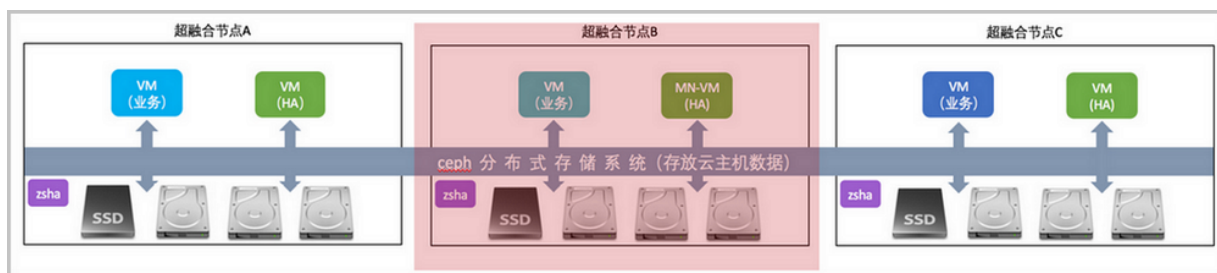 超融合节点A
超融合节点B
超融合节点C
VM
(业务)
VM
(HA)
VM
(业务)
MN-VM
(HA)
VM
(业务)
VM
(HA)
ceph 分 布 式 存 储 系 统（存放云主机数据）
zsha
SSD
zsha
SSD
zsha
SSD